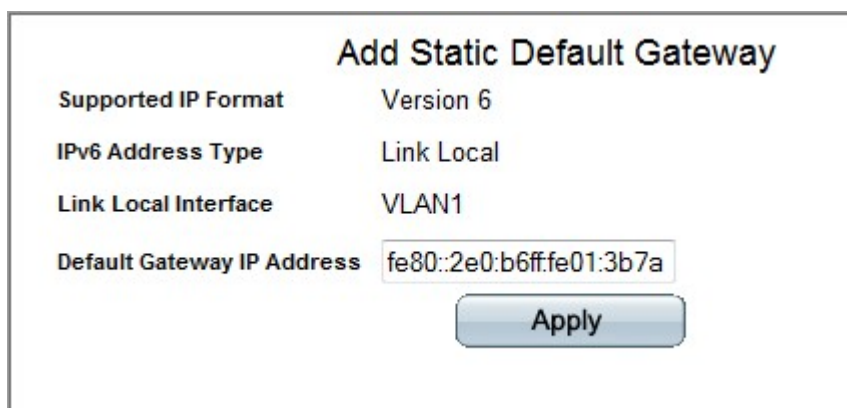 Add Static Default Gateway
Supported IP Format Version 6
IPv6 Address Type Link Local
Link Local Interface VLAN1
Default Gateway IP Address fe80::2e0:b6ff:fe01:3b7a
Apply